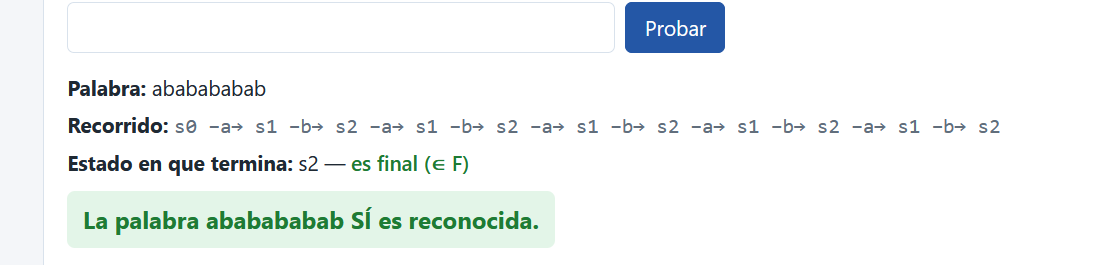 Probar
Palabra: ababababab
Recorrido: s0 —a→ s1 —b→ s2 —a→ s1 —b→ s2 —a→ s1 —b→ s2 —a→ s1 —b→ s2 —a→ s1 —b→ s2
Estado en que termina: s2 — es final (∈ F)
La palabra ababababab SÍ es reconocida.